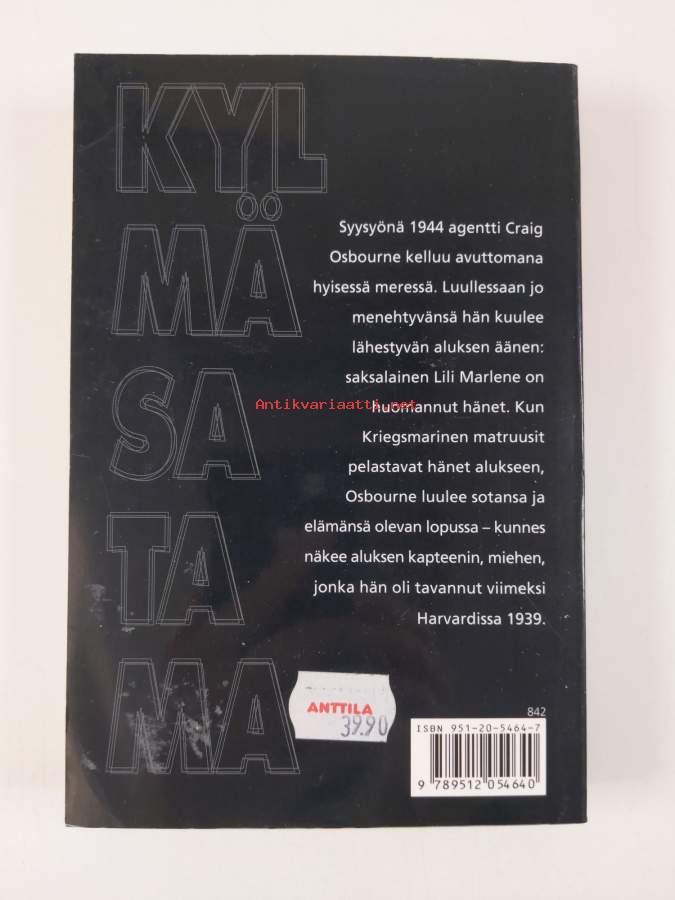 KYL
MÄ
SA
TA
MA
Syysyönä 1944 agentti Craig
Osbourne kelluu avuttomana
hyisessä meressä. Luullessaan jo
menehtyvänsä hän kuulee
lähestyvän aluksen äänen:
saksalainen Lili Marlene on
huomannut hänet. Kun
Kriegsmarinen matruusit
pelastavat hänet alukseen,
Osbourne luulee sotansa ja
elämänsä olevan lopussa – kunnes
näkee aluksen kapteenin, miehen,
jonka hän oli tavannut viimeksi
Harvardissa 1939.
Antikvariaatti.net
ANTTILA
39.90
842
ISBN 951-20-5464-7
9 789512 054640